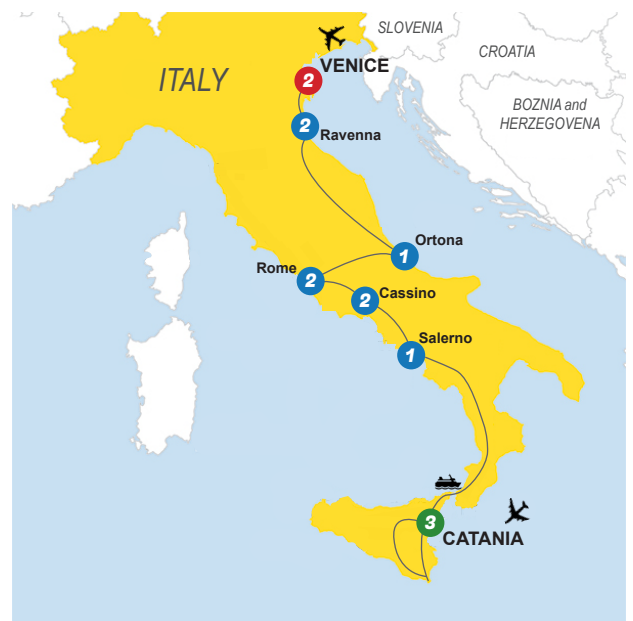 SLOVENIA
CROATIA
VENICE
2
ITALY
BOZNIA and
HERZEGOVENA
2
Ravenna
Ortona
1
Rome
2
Cassino
2
Salerno
1
3
CATANIA